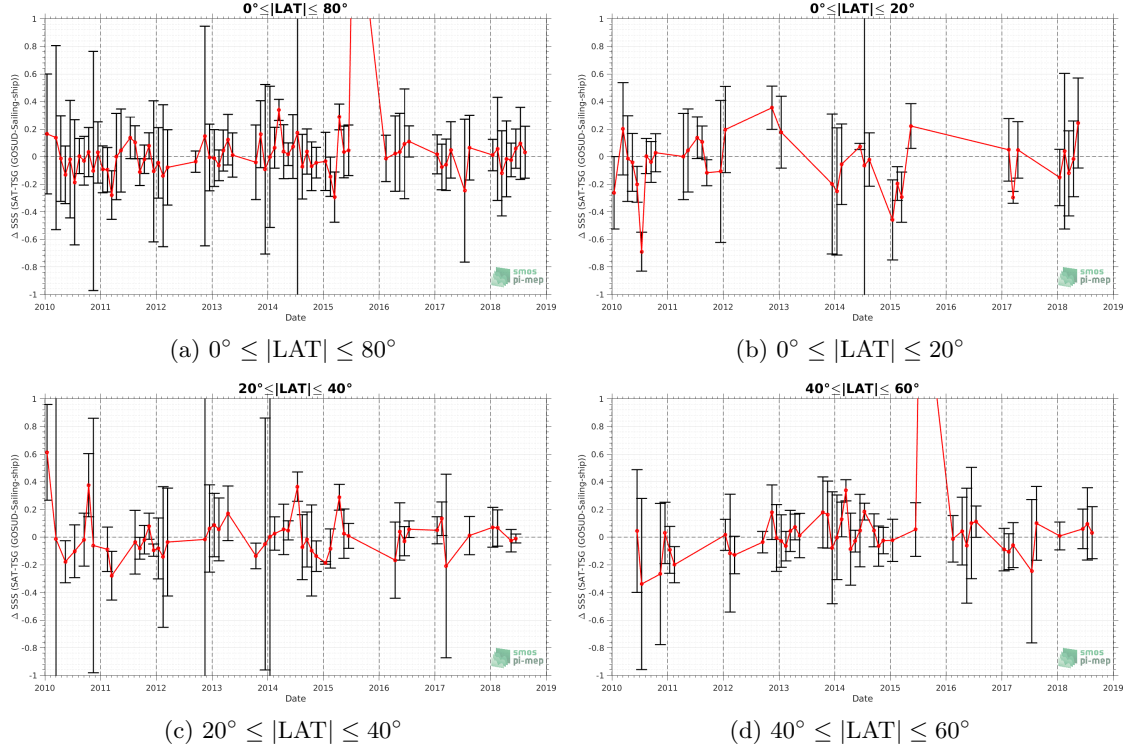 0°≤|LAT|≤ 80°
Δ SSS (SAT-TSG (GOSUD-Sailing-ship))
1
0.8
0.6
0.4
0.2
0
-0.2
-0.4
-0.6
-0.8
-1
2010 2011 2012 2013 2014 2015 2016 2017 2018 2019
Date
smos
pi-mep
(a) 0° ≤ |LAT| ≤ 80°
0°≤|LAT|≤ 20°
Δ SSS (SAT-TSG (GOSUD-Sailing-ship))
1
0.8
0.6
0.4
0.2
0
-0.2
-0.4
-0.6
-0.8
-1
2010 2011 2012 2013 2014 2015 2016 2017 2018 2019
Date
smos
pi-mep
(b) 0° ≤ |LAT| ≤ 20°
20°≤|LAT|≤ 40°
Δ SSS (SAT-TSG (GOSUD-Sailing-ship))
1
0.8
0.6
0.4
0.2
0
-0.2
-0.4
-0.6
-0.8
-1
2010 2011 2012 2013 2014 2015 2016 2017 2018 2019
Date
smos
pi-mep
(c) 20° ≤ |LAT| ≤ 40°
40°≤|LAT|≤ 60°
Δ SSS (SAT-TSG (GOSUD-Sailing-ship))
1
0.8
0.6
0.4
0.2
0
-0.2
-0.4
-0.6
-0.8
-1
2010 2011 2012 2013 2014 2015 2016 2017 2018 2019
Date
smos
pi-mep
(d) 40° ≤ |LAT| ≤ 60°